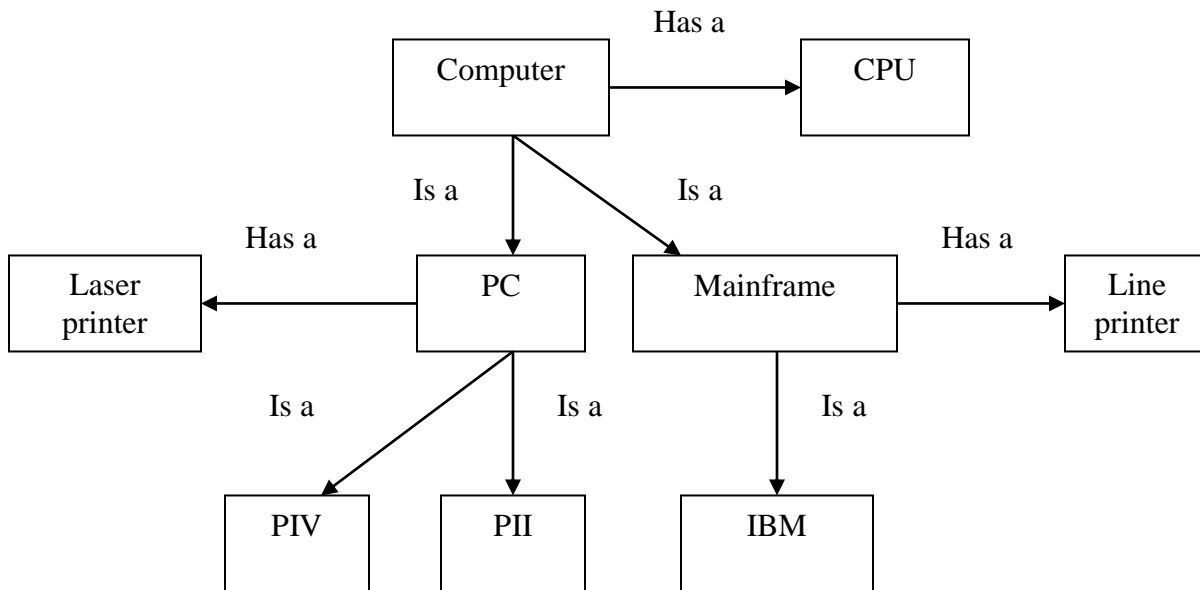 Has a
Computer
CPU
Is a
Is a
Has a
Has a
Laser
printer
PC
Mainframe
Line
printer
Is a
Is a
Is a
PIV
PII
IBM